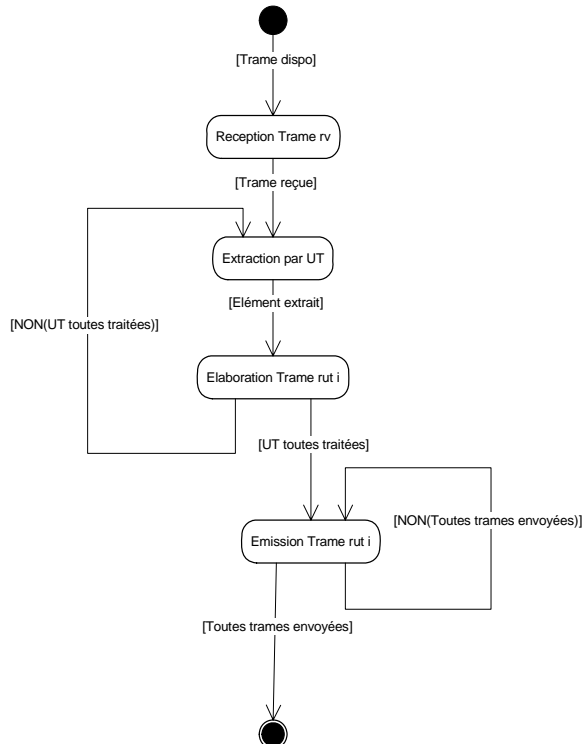 [Trame dispo]
Reception Trame rv
[Trame reçue]
Extraction par UT
[Elément extrait]
[NON(UT toutes traitées)]
Elaboration Trame rut i
[UT toutes traitées]
[NON(Toutes trames envoyées)]
Emission Trame rut i
[Toutes trames envoyées]